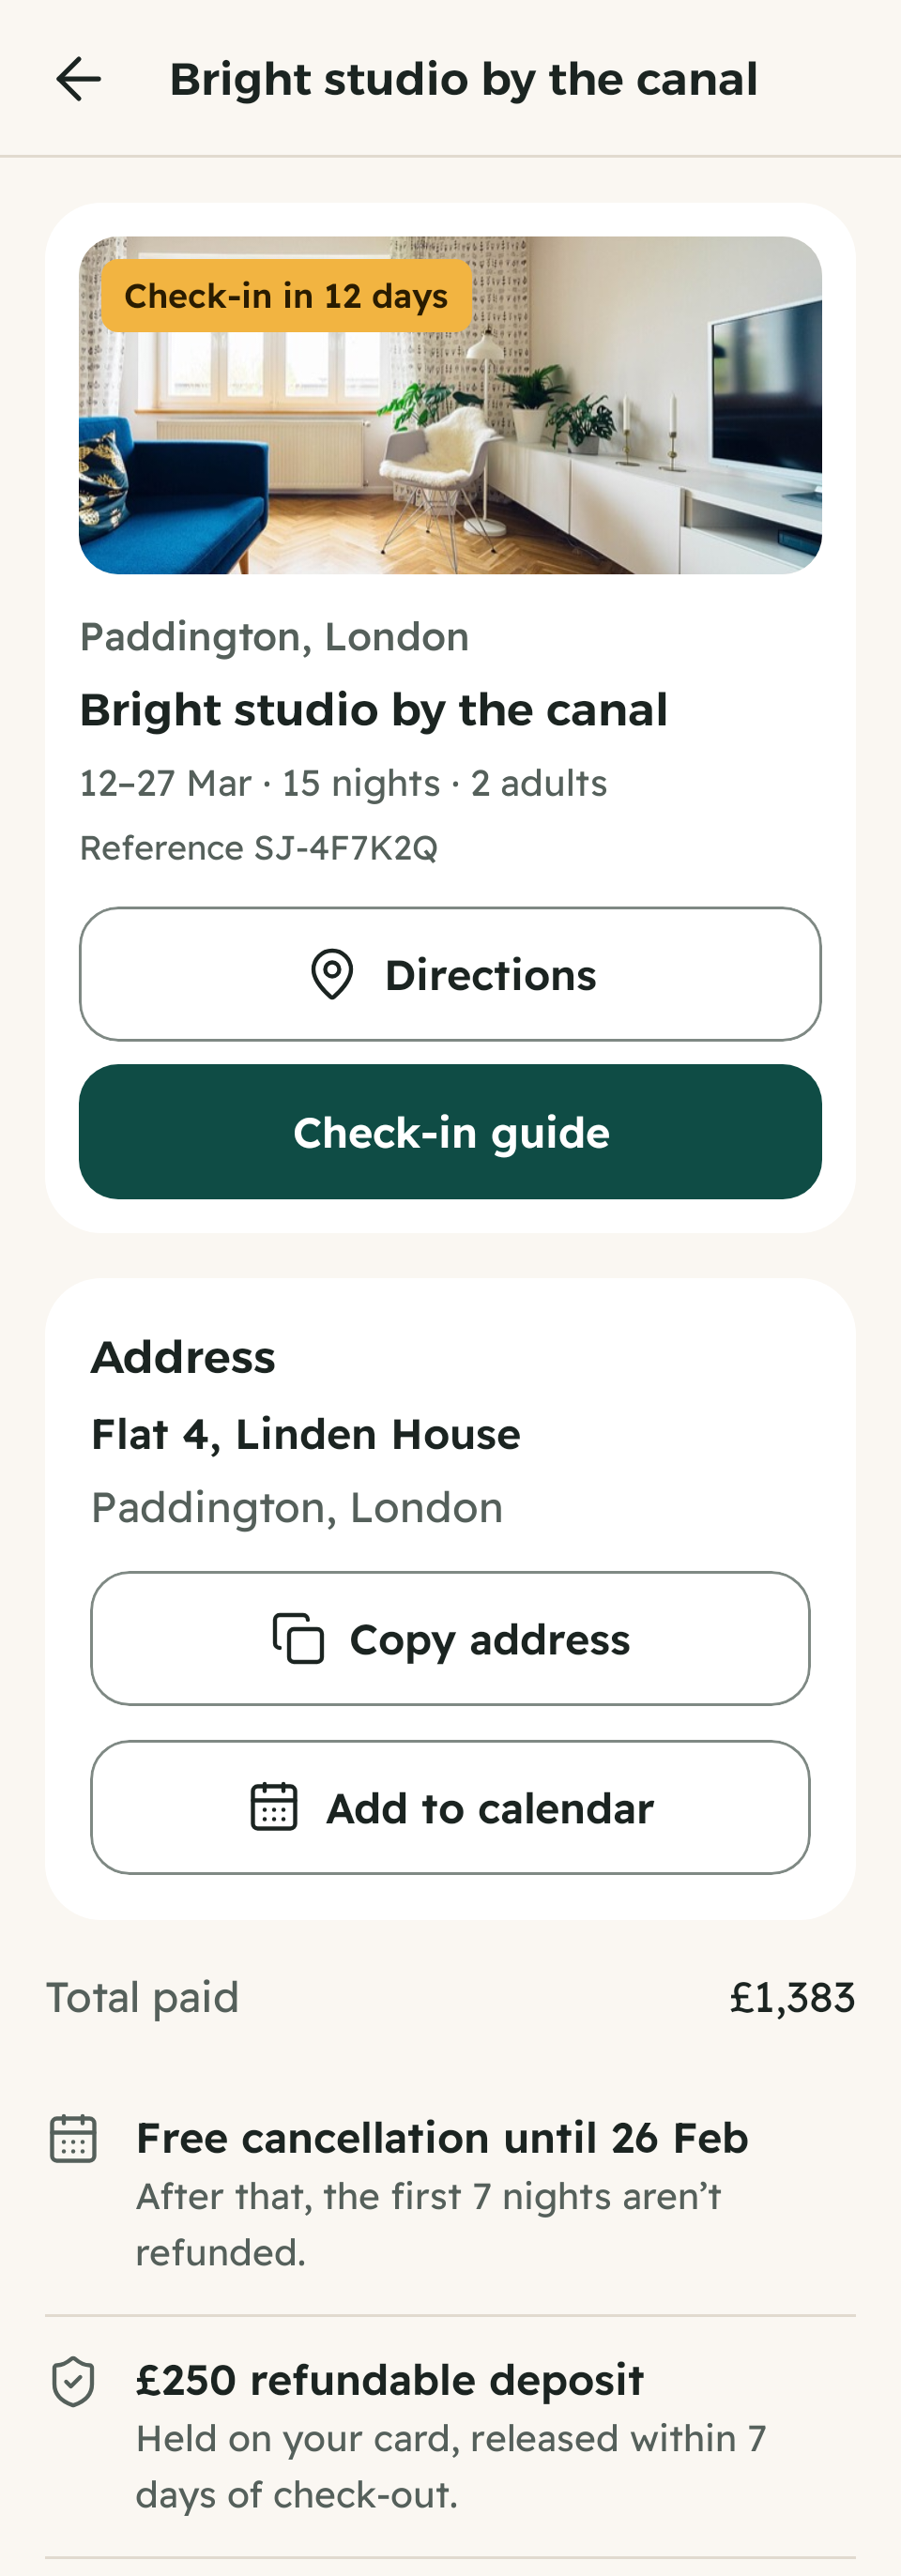 Bright studio by the canal
Check-in in 12 days
Paddington, London
Bright studio by the canal
12–27 Mar · 15 nights · 2 adults
Reference SJ-4F7K2Q
Directions
Check-in guide
Address
Flat 4, Linden House
Paddington, London
Copy address
Add to calendar
Total paid £1,383
Free cancellation until 26 Feb
After that, the first 7 nights aren’t
refunded.
£250 refundable deposit
Held on your card, released within 7
days of check-out.